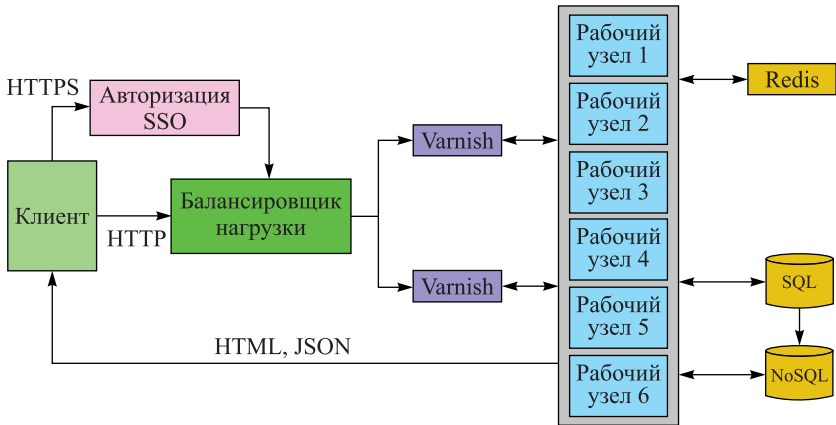 HTTPS
Авторизация
SSO
Клиент
HTTP
Балансировщик
нагрузки
Varnish
Varnish
HTML, JSON
Рабочий
узел 1
Рабочий
узел 2
Рабочий
узел 3
Рабочий
узел 4
Рабочий
узел 5
Рабочий
узел 6
Redis
SQL
NoSQL